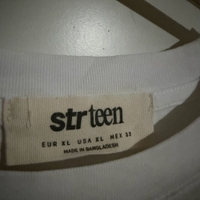 strteen
EUR XL USA XL MEX 32
MADE IN BANGLADESH